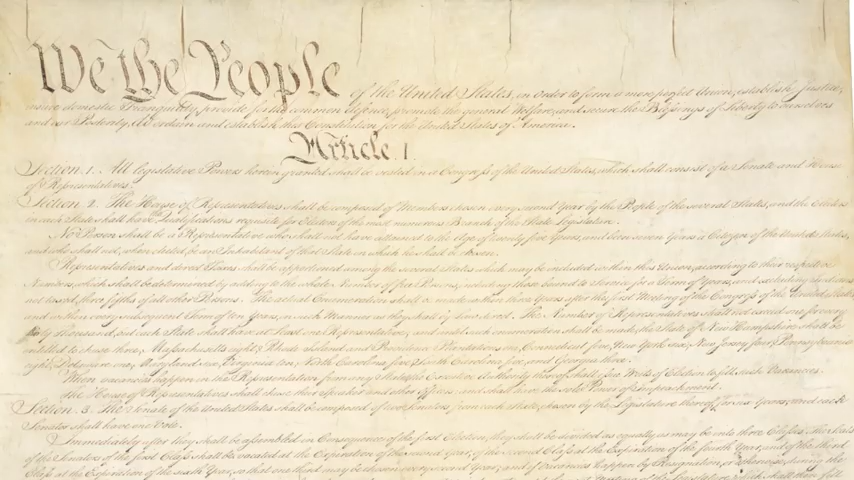 We the People of the United States, in Order to form a more perfect Union, establish Justice,
insure domestic Tranquility, provide for the common defence, promote the general Welfare, and secure the Blessings of Liberty to ourselves
and our Posterity, do ordain and establish this Constitution for the United States of America.
Article. I.
Section. 1. All legislative Powers herein granted shall be vested in a Congress of the United States, which shall consist of a Senate and House
of Representatives.
Section. 2. The House of Representatives shall be composed of Members chosen every second Year by the People of the several States, and the Electors
in each State shall have Qualifications requisite for Electors of the most numerous Branch of the State Legislature.
No Person shall be a Representative who shall not have attained to the Age of twenty five Years, and been seven Years a Citizen of the United States,
and who shall not, when elected, be an Inhabitant of that State in which he shall be chosen.
Representatives and direct Taxes shall be apportioned among the several States which may be included within this Union, according to their respective
Numbers, which shall be determined by adding to the whole Number of free Persons, including those bound to Service for a Term of Years, and excluding Indians
not taxed, three fifths of all other Persons. The actual Enumeration shall be made within three Years after the first Meeting of the Congress of the United States,
and within every subsequent Term of ten Years, in such Manner as they shall by Law direct. The Number of Representatives shall not exceed one for every
thirty Thousand, but each State shall have at Least one Representative; and until such enumeration shall be made, the State of New Hampshire shall be
entitled to chuse three, Massachusetts eight, Rhode-Island and Providence Plantations one, Connecticut five, New-York six, New Jersey four, Pennsylvania
eight, Delaware one, Maryland six, Virginia ten, North Carolina five, South Carolina five, and Georgia three.
When vacancies happen in the Representation from any State, the Executive Authority thereof shall issue Writs of Election to fill such Vacancies.
The House of Representatives shall chuse their Speaker and other Officers; and shall have the sole Power of Impeachment.
Section. 3. The Senate of the United States shall be composed of two Senators from each State, chosen by the Legislature thereof, for six Years; and each
Senator shall have one Vote.
Immediately after they shall be assembled in Consequence of the first Election, they shall be divided as equally as may be into three Classes. The Seats
of the Senators of the first Class shall be vacated at the Expiration of the second Year, of the second Class at the Expiration of the fourth Year, and of the third
Class at the Expiration of the sixth Year, so that one third may be chosen every second Year; and if Vacancies happen by Resignation, or otherwise, during the